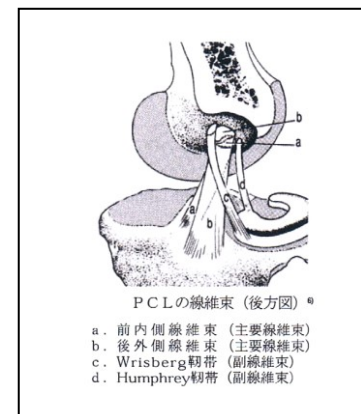 b
a
d
c
a
b
PCLの線維束（後方図）6)
a．前内側線維束（主要線維束）
b．後外側線維束（主要線維束）
c．Wrisberg靱帯（副線維束）
d．Humphrey靱帯（副線維束）